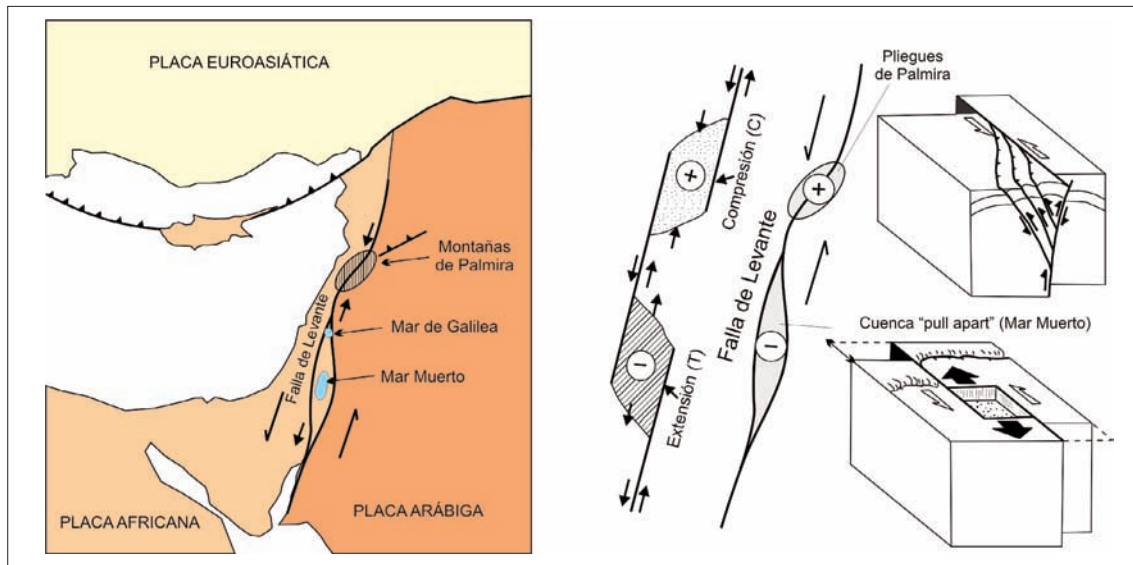 PLACA EUROASIÁTICA
Falla de Levante
Montañas
de Palmira
Mar de Galilea
Mar Muerto
PLACA AFRICANA
PLACA ARÁBIGA
Pliegues
de Palmira
+
Compresión (C)
+
Falla de Levante
Cuenca "pull apart" (Mar Muerto)
−
Extensión (T)
−